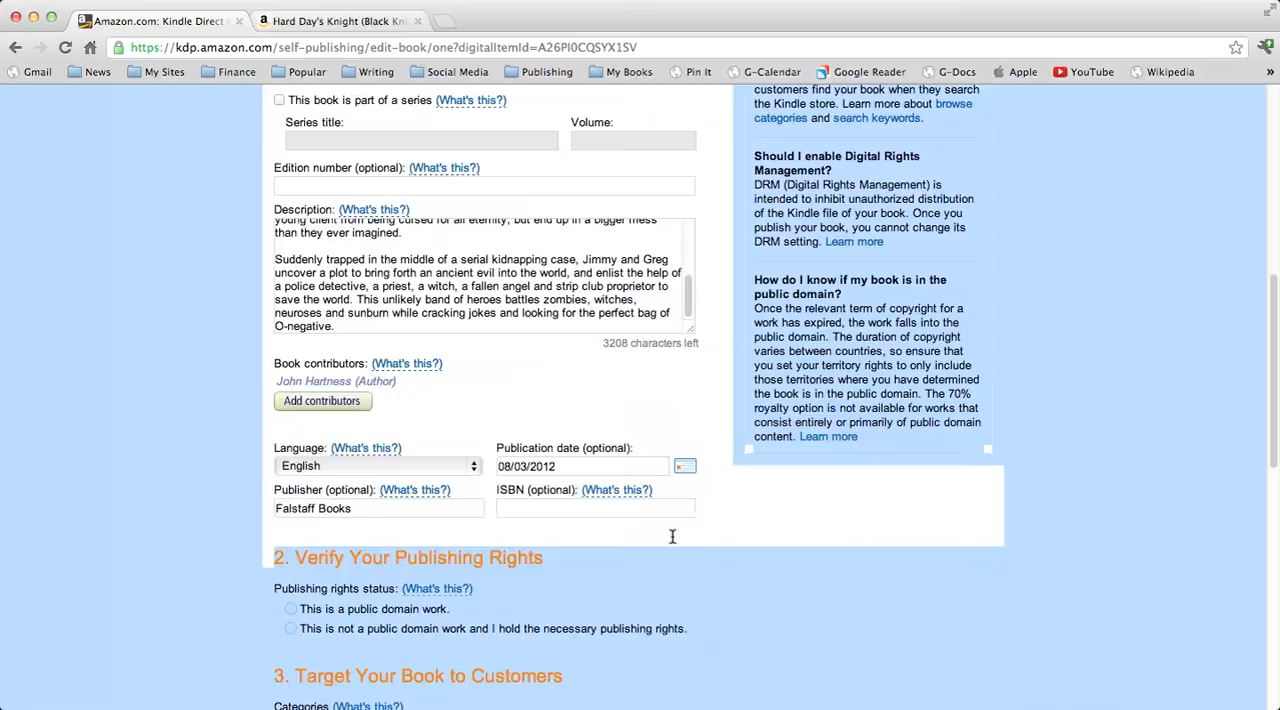 Amazon.com: Kindle Direct
Hard Day's Knight (Black Kni
https://kdp.amazon.com/self-publishing/edit-book/one?digitalItemId=A26PI0CQSYX1SV
Gmail News My Sites Finance Popular Writing Social Media Publishing My Books Pin It G-Calendar Google Reader G-Docs Apple YouTube Wikipedia »
This book is part of a series (What's this?)
Series title: Volume:
Edition number (optional): (What's this?)
Description: (What's this?)
young client from being cursed for all eternity, but end up in a bigger mess
than they ever imagined.
Suddenly trapped in the middle of a serial kidnapping case, Jimmy and Greg
uncover a plot to bring forth an ancient evil into the world, and enlist the help of
a police detective, a priest, a witch, a fallen angel and strip club proprietor to
save the world. This unlikely band of heroes battles zombies, witches,
neuroses and sunburn while cracking jokes and looking for the perfect bag of
O-negative.
3208 characters left
Book contributors: (What's this?)
John Hartness (Author)
Add contributors
Language: (What's this?) Publication date (optional):
English 08/03/2012
Publisher (optional): (What's this?) ISBN (optional): (What's this?)
Falstaff Books
2. Verify Your Publishing Rights
Publishing rights status: (What's this?)
This is a public domain work.
This is not a public domain work and I hold the necessary publishing rights.
3. Target Your Book to Customers
Categories (What's this?)
customers find your book when they search
the Kindle store. Learn more about browse
categories and search keywords.
Should I enable Digital Rights
Management?
DRM (Digital Rights Management) is
intended to inhibit unauthorized distribution
of the Kindle file of your book. Once you
publish your book, you cannot change its
DRM setting. Learn more
How do I know if my book is in the
public domain?
Once the relevant term of copyright for a
work has expired, the work falls into the
public domain. The duration of copyright
varies between countries, so ensure that
you set your territory rights to only include
those territories where you have determined
the book is in the public domain. The 70%
royalty option is not available for works that
consist entirely or primarily of public domain
content. Learn more